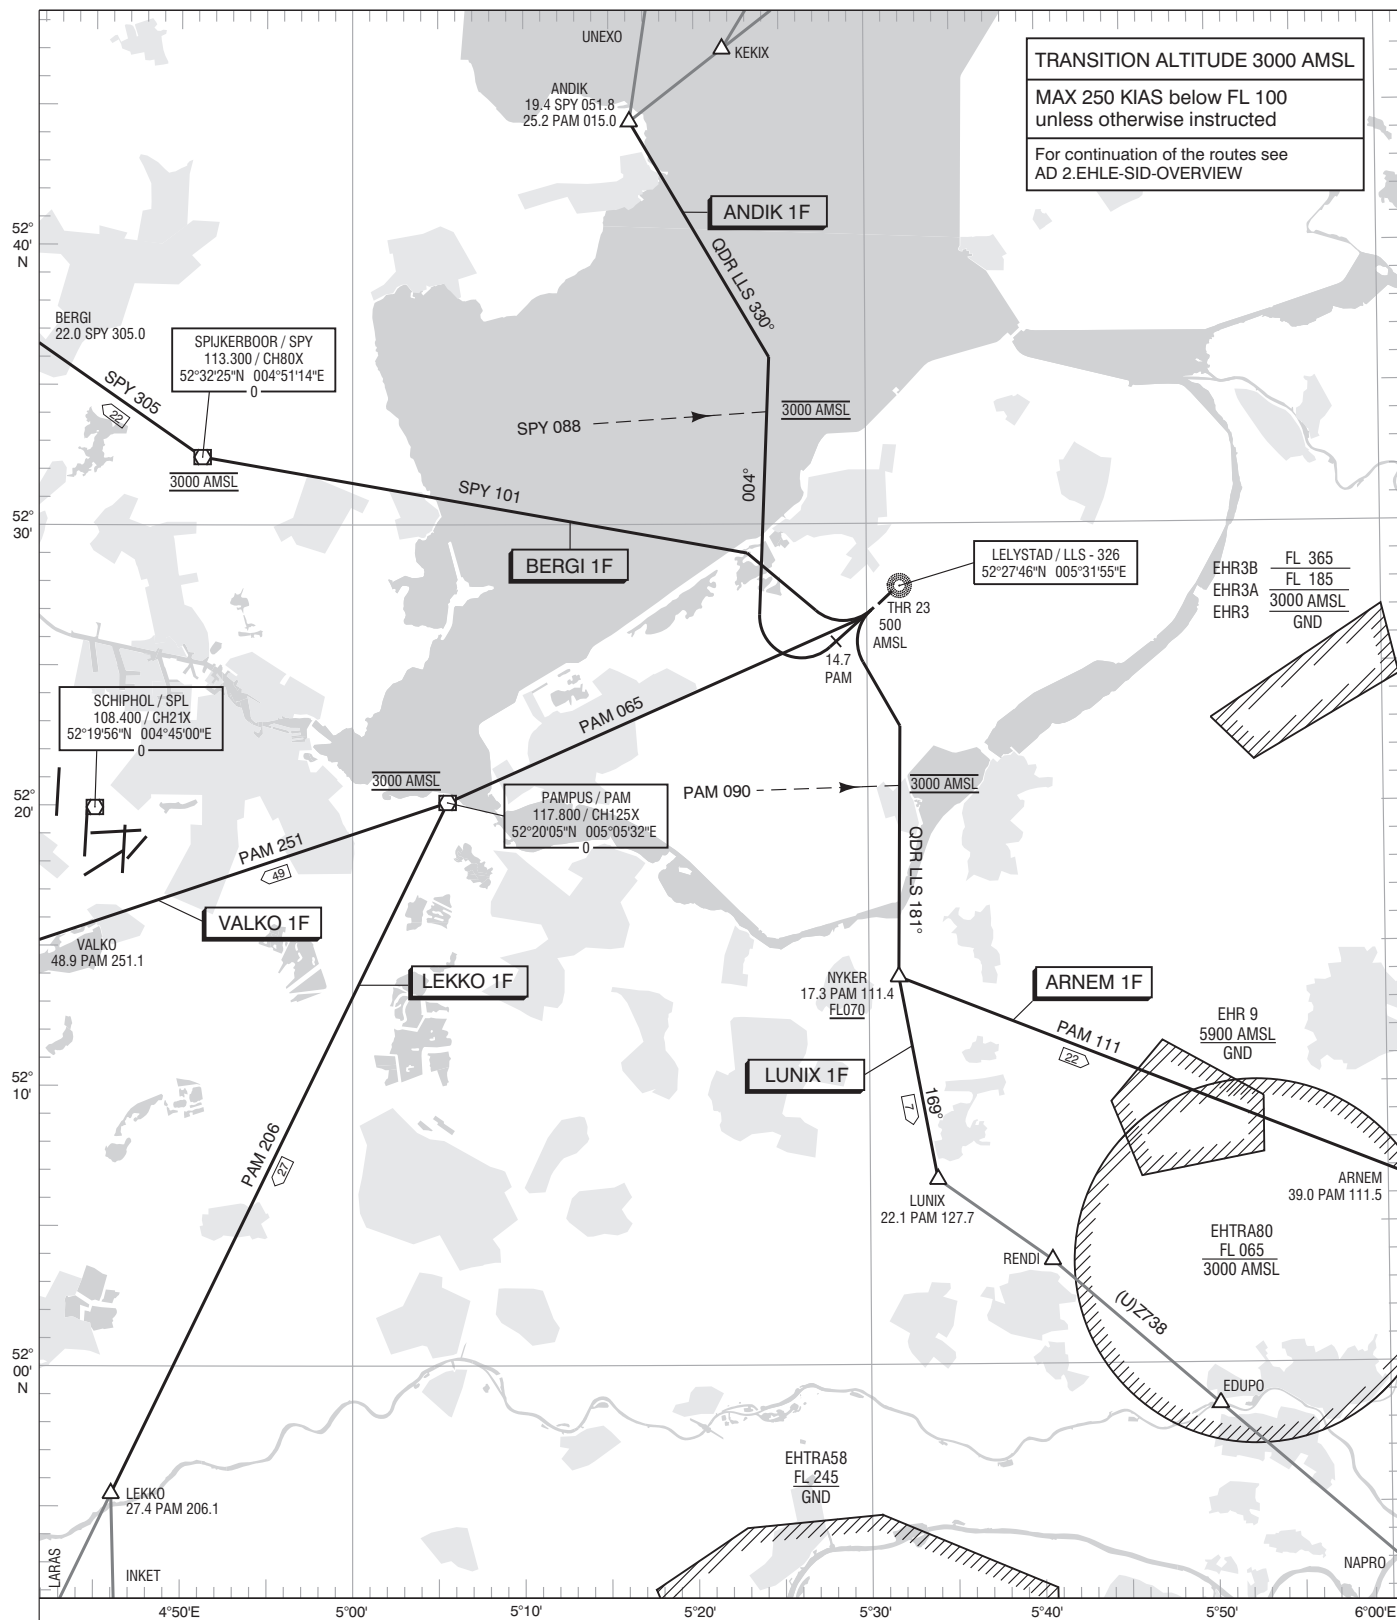 UNEXO
KEKIX
ANDIK
19.4 SPY 051.8
25.2 PAM 015.0
TRANSITION ALTITUDE 3000 AMSL
MAX 250 KIAS below FL 100
unless otherwise instructed
For continuation of the routes see
AD 2.EHLE-SID-OVERVIEW
ANDIK 1F
52°
40'
N
QDR LLS 330°
BERGI
22.0 SPY 305.0
SPIJKERBOOR / SPY
113.300 / CH80X
52°32'25"N 004°51'14"E
0
SPY 305
22
SPY 088
3000 AMSL
3000 AMSL
SPY 101
004°
52°
30'
BERGI 1F
LELYSTAD / LLS - 326
52°27'46"N 005°31'55"E
EHR3B
EHR3A
EHR3
FL 365
FL 185
3000 AMSL
GND
THR 23
500
AMSL
14.7
PAM
SCHIPHOL / SPL
108.400 / CH21X
52°19'56"N 004°45'00"E
0
PAM 065
3000 AMSL
PAM 090
3000 AMSL
PAMPUS / PAM
117.800 / CH125X
52°20'05"N 005°05'32"E
0
52°
20'
PAM 251
49
QDR LLS 181°
VALKO 1F
VALKO
48.9 PAM 251.1
LEKKO 1F
NYKER
17.3 PAM 111.4
FL070
ARNEM 1F
EHR 9
5900 AMSL
GND
PAM 111
22
LUNIX 1F
52°
10'
169°
7
PAM 206
27
ARNEM
39.0 PAM 111.5
LUNIX
22.1 PAM 127.7
EHTRA80
FL 065
3000 AMSL
RENDI
(U)Z738
52°
00'
N
EDUPO
EHTRA58
FL 245
GND
LEKKO
27.4 PAM 206.1
LARAS
INKET
NAPRO
4°50'E
5°00'
5°10'
5°20'
5°30'
5°40'
5°50'
6°00'E